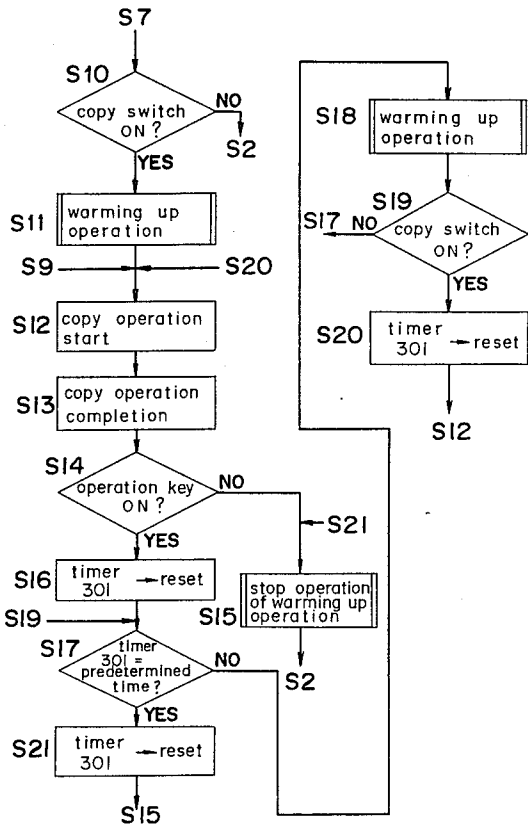 S7
S10
copy switch
ON?
NO
S2
YES
S11
warming up
operation
S9
S20
S12
copy operation
start
S13
copy operation
completion
S14
operation key
ON?
NO
YES
S21
S16
timer
301 → reset
S15
stop operation
of warming up
operation
S2
S19
S17
timer
301 =
predetermined
time?
NO
YES
S21
timer
301 → reset
S15
S18
warming up
operation
S19
S17
NO
copy switch
ON?
YES
S20
timer
301 → reset
S12